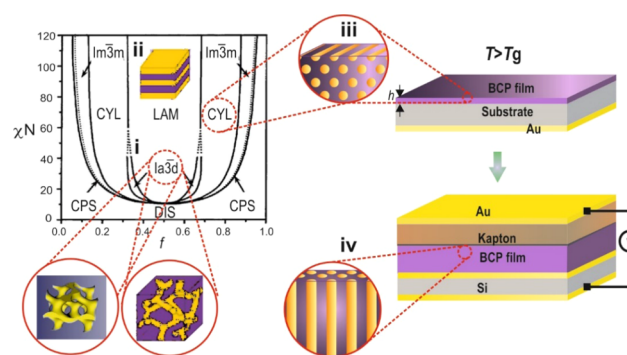 120
100
80
60
40
20
0
χN
0.0
0.2
0.4
0.6
0.8
1.0
f
Im3̄m
ii
Im3̄m
CYL
LAM
CYL
i
Ia3̄d
CPS
DIS
CPS
iii
T>Tg
BCP film
h
Substrate
Au
Au
Kapton
BCP film
Si
iv